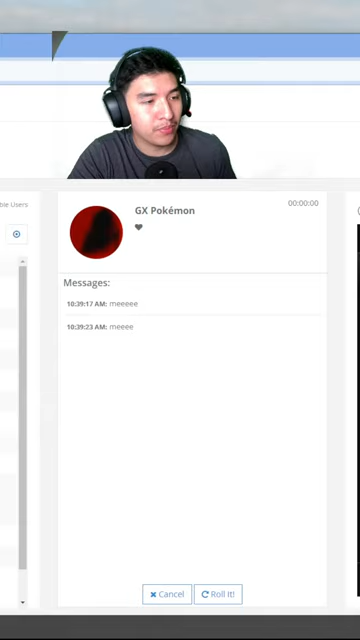 ble Users
GX Pokémon
00:00:00
Messages:
10:39:17 AM: meeeee
10:39:23 AM: meeee
Cancel
Roll It!